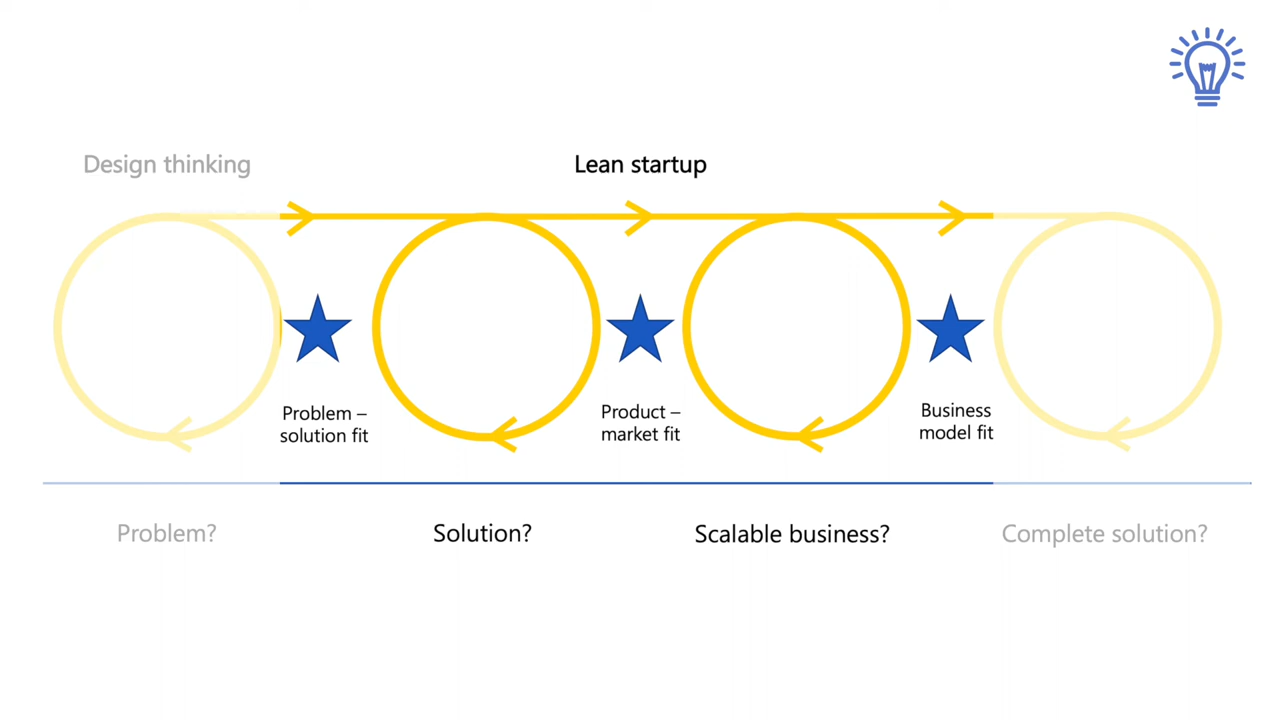 Design thinking
Lean startup
Problem –
solution fit
Product –
market fit
Business
model fit
Problem?
Solution?
Scalable business?
Complete solution?